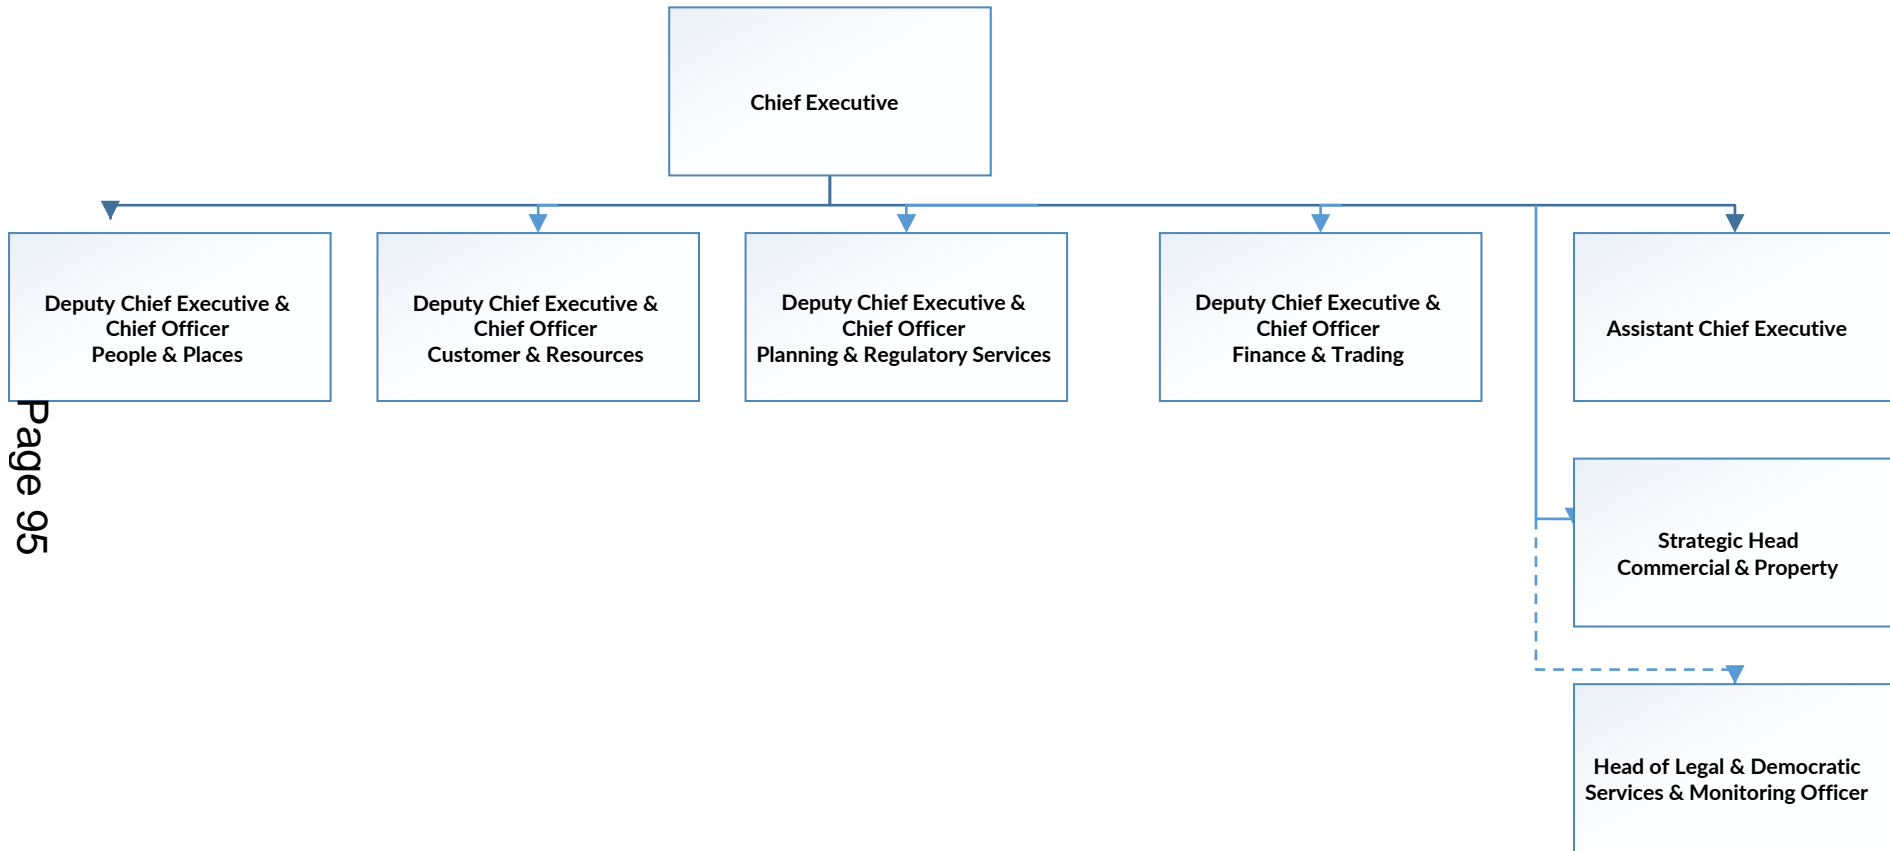 Chief Executive
Deputy Chief Executive &
Chief Officer
People & Places
Deputy Chief Executive &
Chief Officer
Customer & Resources
Deputy Chief Executive &
Chief Officer
Planning & Regulatory Services
Deputy Chief Executive &
Chief Officer
Finance & Trading
Assistant Chief Executive
Strategic Head
Commercial & Property
Head of Legal & Democratic
Services & Monitoring Officer
Page 95